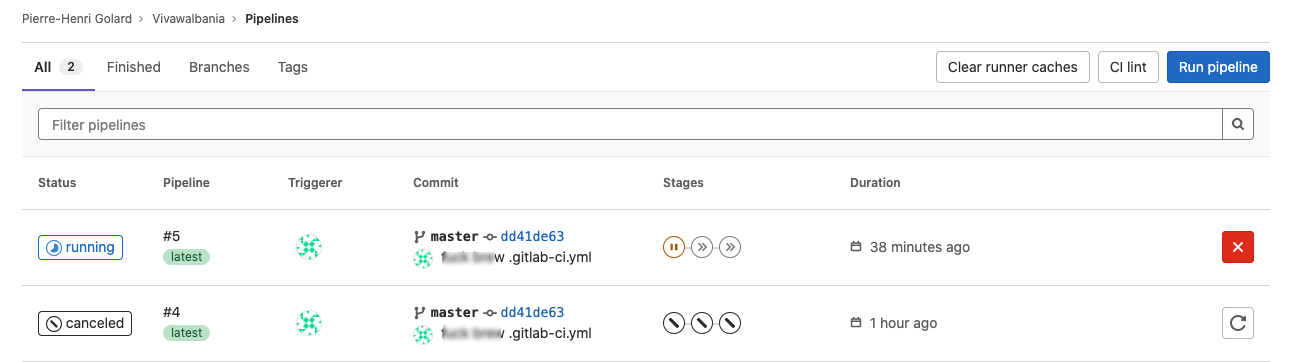 Pierre-Henri Golard › Vivawalbania › Pipelines
All 2 Finished Branches Tags Clear runner caches CI lint Run pipeline
Filter pipelines
Status Pipeline Triggerer Commit Stages Duration
running #5 latest master dd41de63 38 minutes ago
.gitlab-ci.yml
canceled #4 latest master dd41de63 1 hour ago
.gitlab-ci.yml